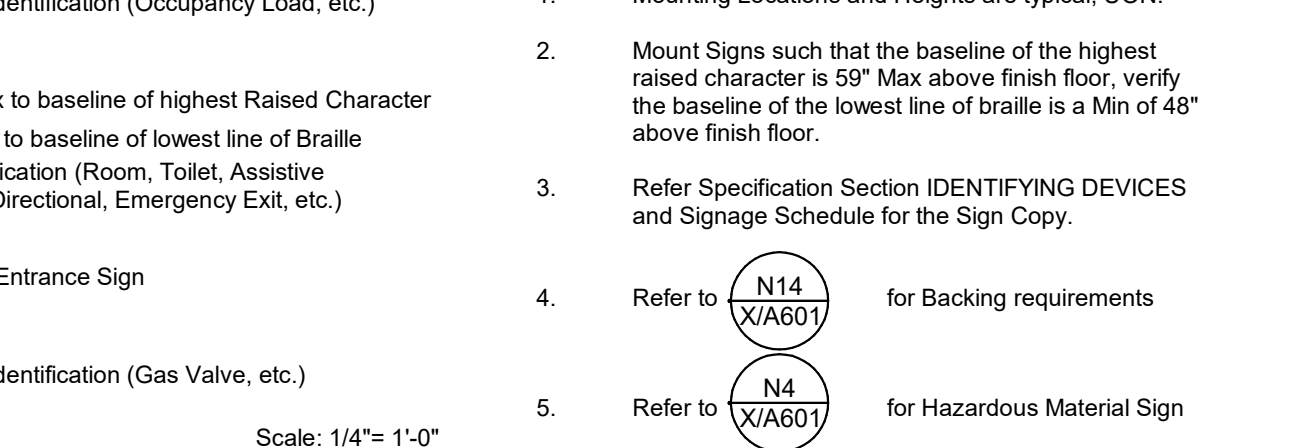 dentification (Occupancy Load, etc.)
to baseline of highest Raised Character
to baseline of lowest line of Braille
ication (Room, Toilet, Assistive
Directional, Emergency Exit, etc.)
Entrance Sign
dentification (Gas Valve, etc.)
Scale: 1/4"= 1'-0"
Mounting Locations and Heights are typical, UON.
2. Mount Signs such that the baseline of the highest
raised character is 59" Max above finish floor, verify
the baseline of the lowest line of braille is a Min of 48"
above finish floor.
3. Refer Specification Section IDENTIFYING DEVICES
and Signage Schedule for the Sign Copy.
4. Refer to N14 for Backing requirements
X/A601
5. Refer to N4 for Hazardous Material Sign
X/A601